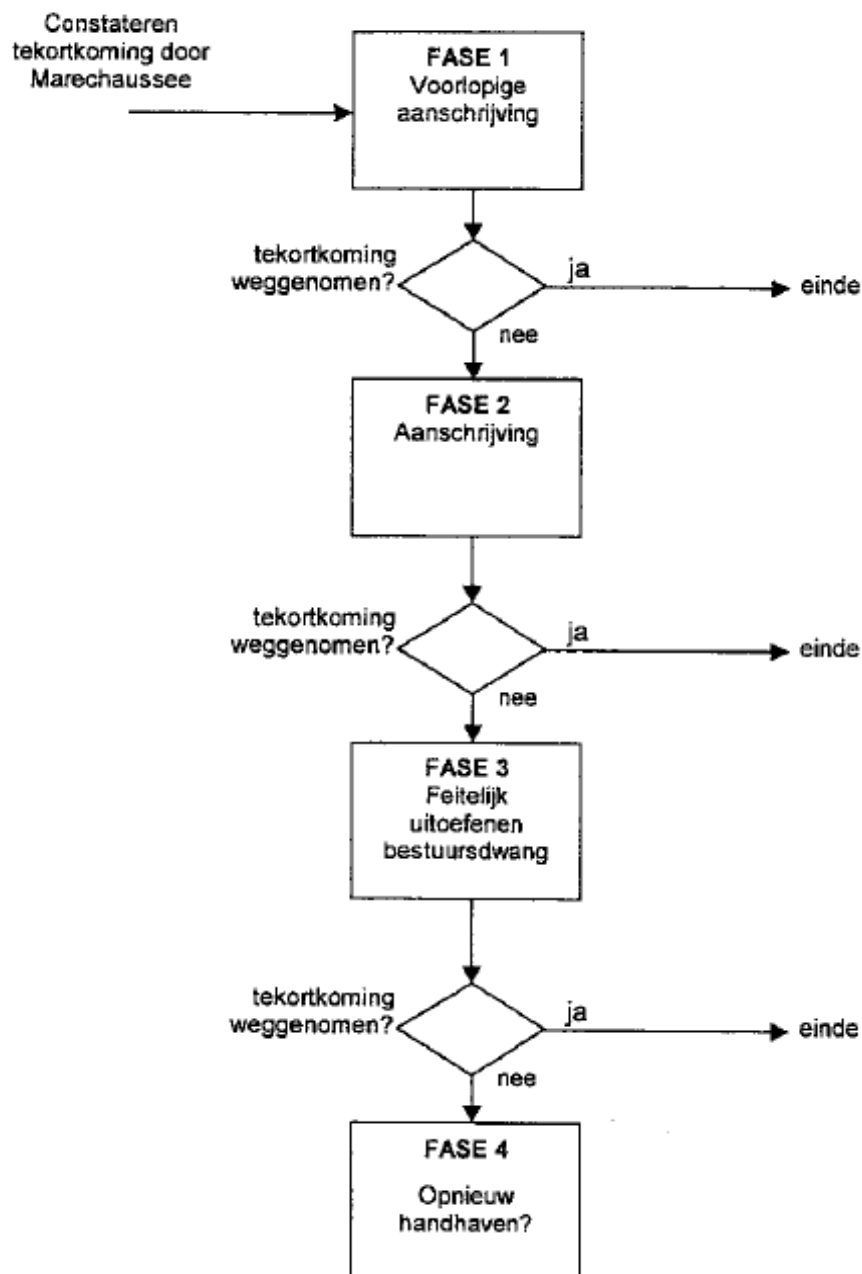 Constateren
tekortkoming door
Marechaussee
FASE 1
Voorlopige
aanschrijving
tekortkoming
weggenomen?
ja
einde
nee
FASE 2
Aanschrijving
tekortkoming
weggenomen?
ja
einde
nee
FASE 3
Feitelijk
uitoefenen
bestuursdwang
tekortkoming
weggenomen?
ja
einde
nee
FASE 4
Opnieuw
handhaven?